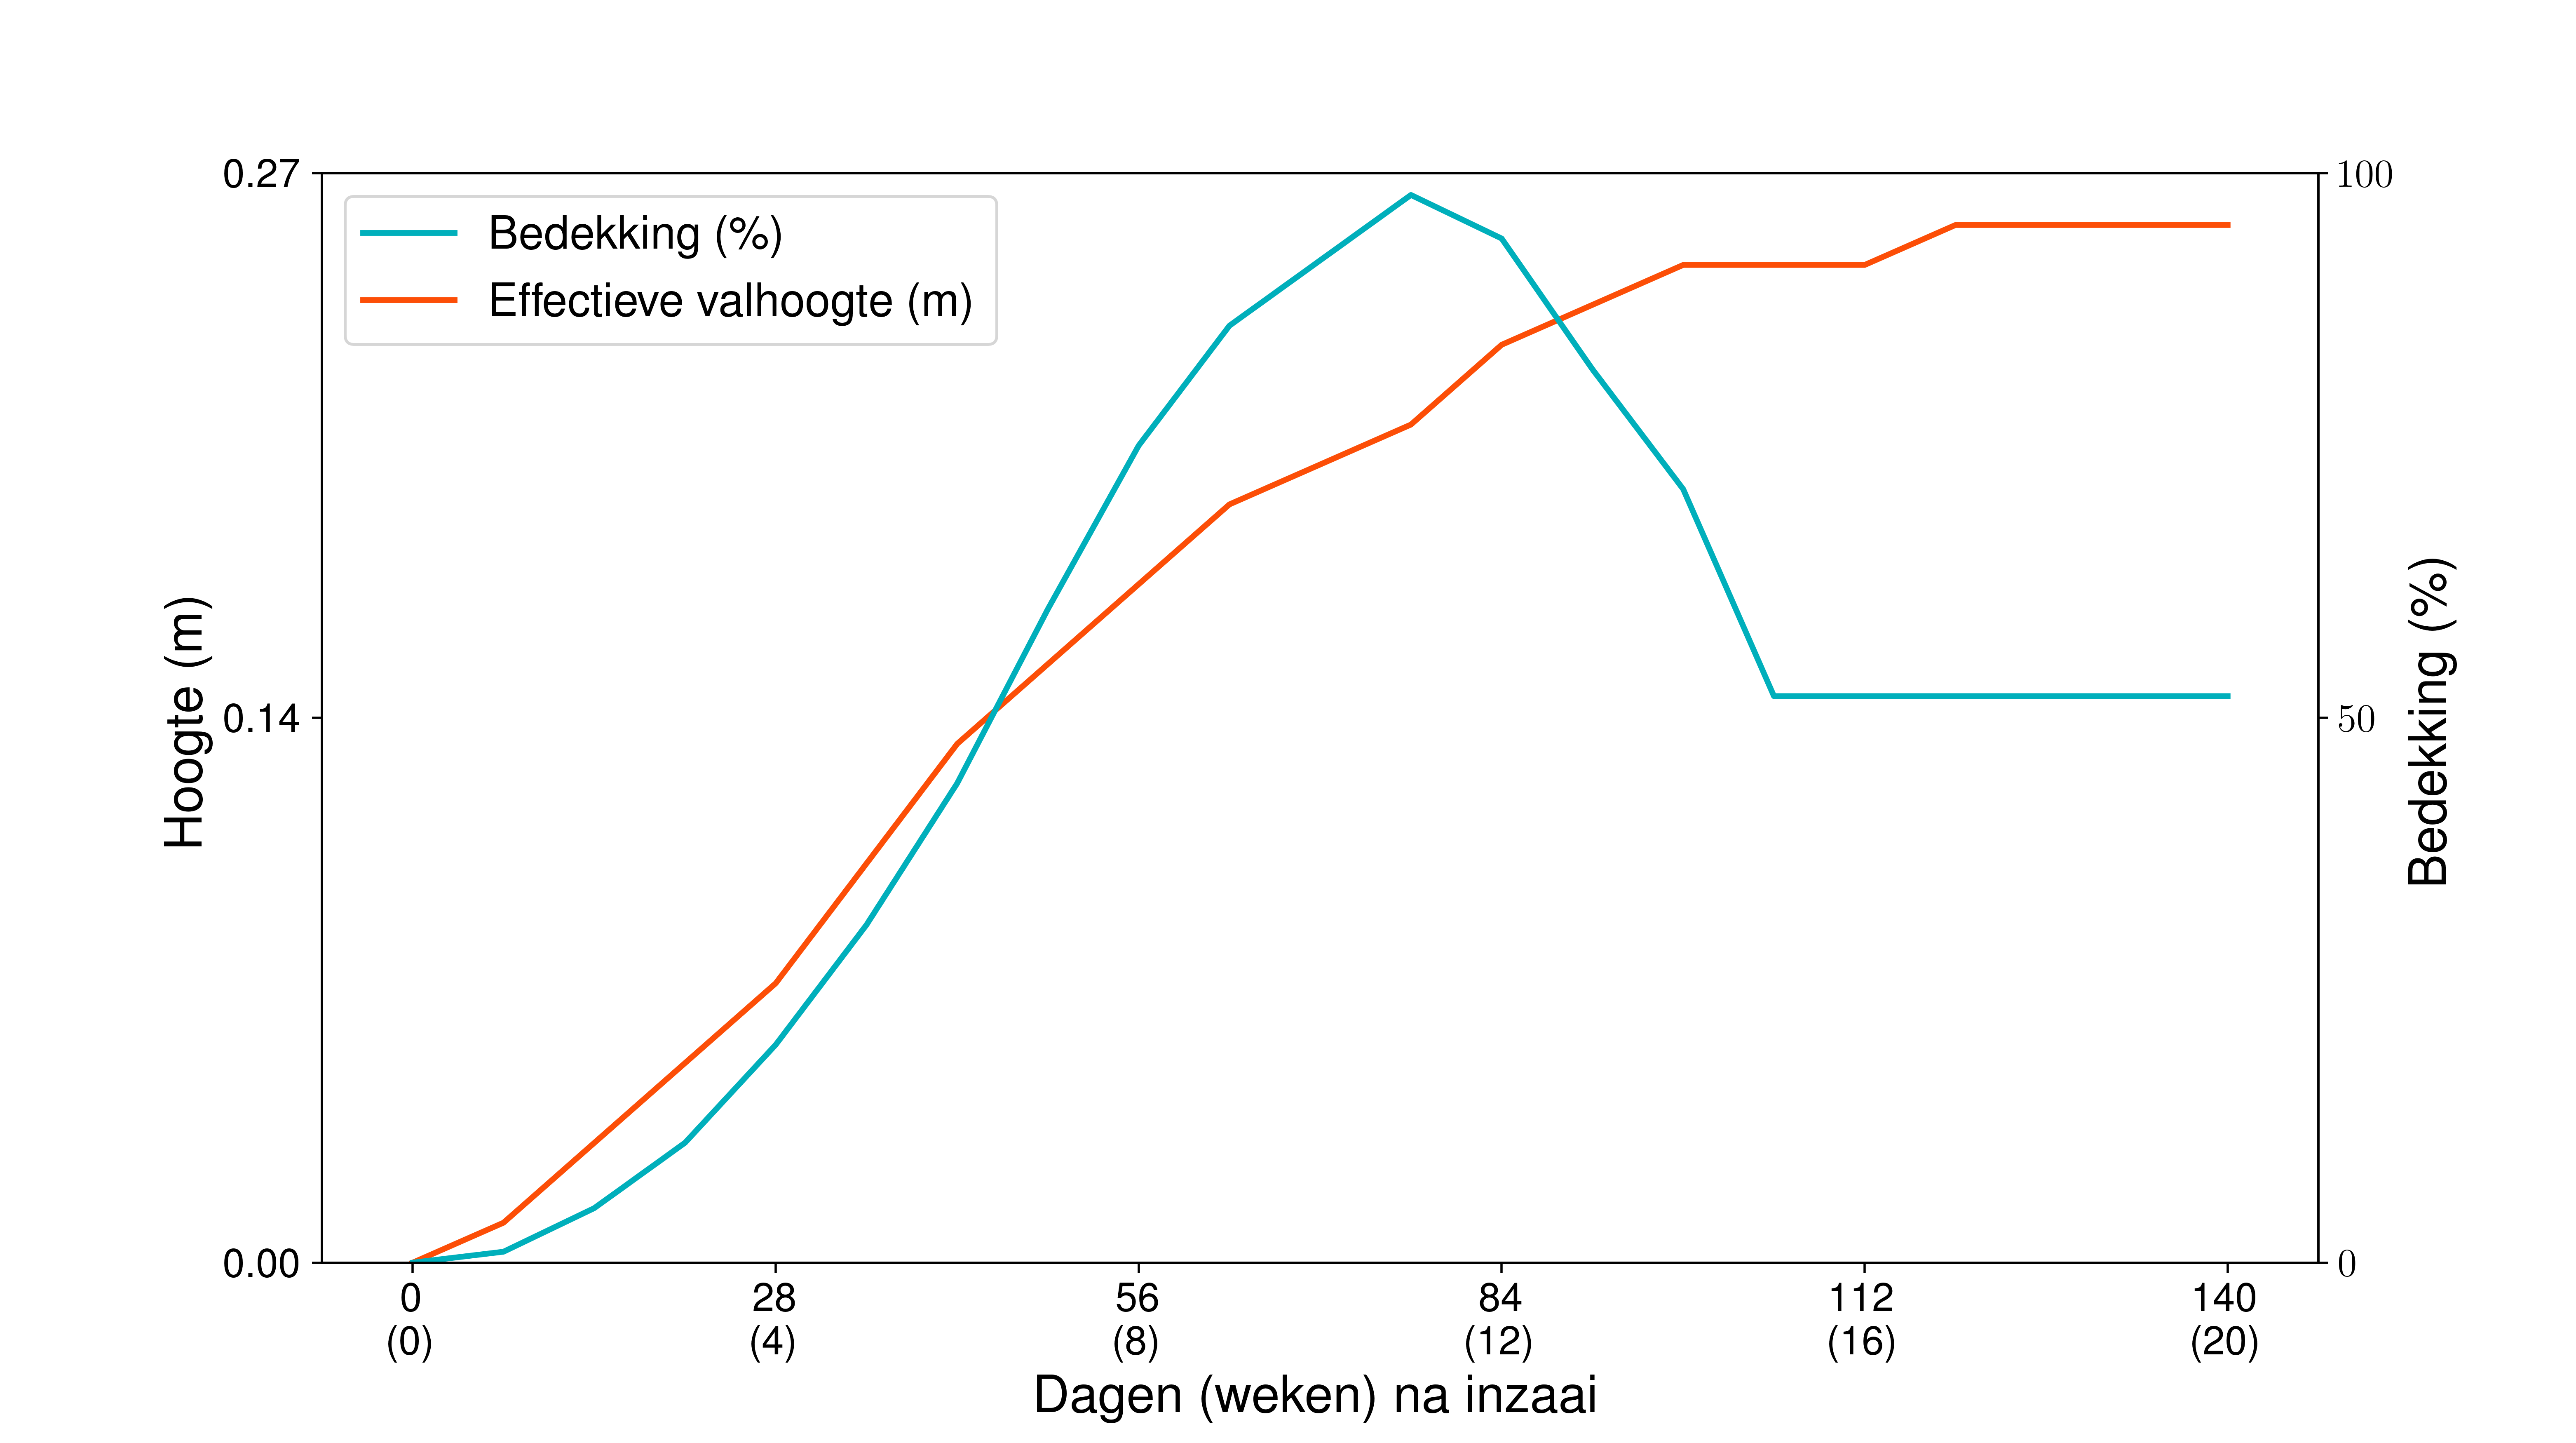 0.27
0.14
0.00
Hoogte (m)
Bedekking (%)
Effectieve valhoogte (m)
100
50
0
Bedekking (%)
0 28 56 84 112 140
(0) (4) (8) (12) (16) (20)
Dagen (weken) na inzaai